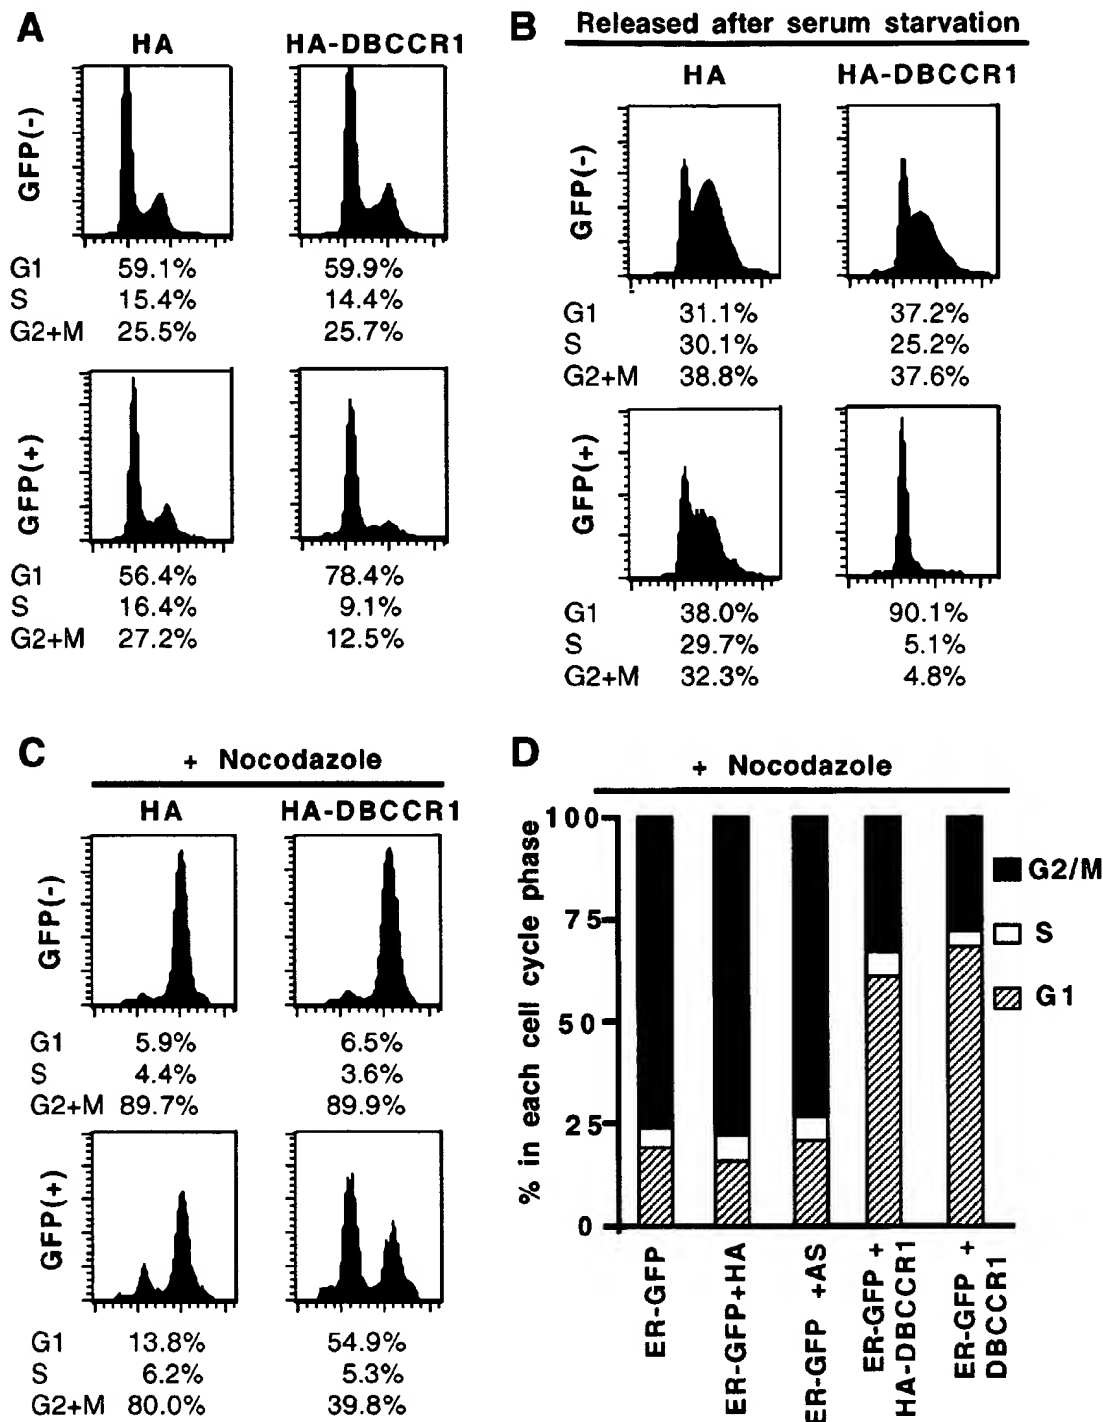 A
HA HA-DBCCR1
GFP(-)
G1 59.1% 59.9%
S 15.4% 14.4%
G2+M 25.5% 25.7%
GFP(+)
G1 56.4% 78.4%
S 16.4% 9.1%
G2+M 27.2% 12.5%
B Released after serum starvation
HA HA-DBCCR1
GFP(-)
G1 31.1% 37.2%
S 30.1% 25.2%
G2+M 38.8% 37.6%
GFP(+)
G1 38.0% 90.1%
S 29.7% 5.1%
G2+M 32.3% 4.8%
C + Nocodazole
HA HA-DBCCR1
GFP(-)
G1 5.9% 6.5%
S 4.4% 3.6%
G2+M 89.7% 89.9%
GFP(+)
G1 13.8% 54.9%
S 6.2% 5.3%
G2+M 80.0% 39.8%
D + Nocodazole
% in each cell cycle phase
100
75
50
25
0
G2/M
S
G1
ER-GFP
ER-GFP+HA
ER-GFP +AS
ER-GFP +
HA-DBCCR1
ER-GFP +
DBCCR1